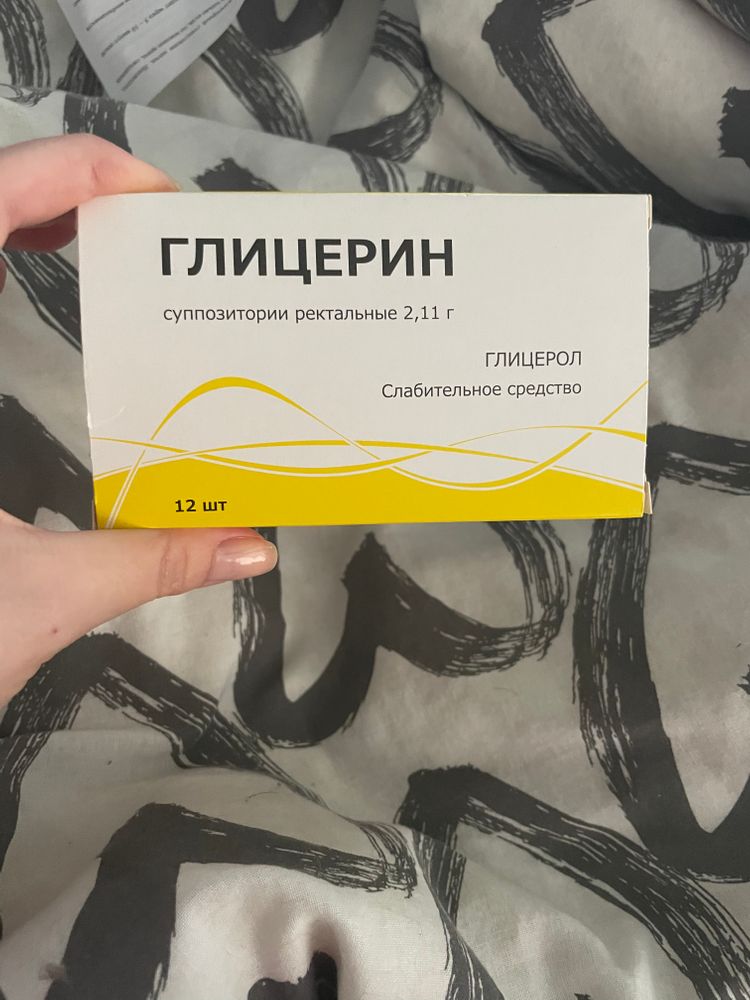 ГЛИЦЕРИН
суппозитории ректальные 2,11 г
ГЛИЦЕРОЛ
Слабительное средство
12 шт